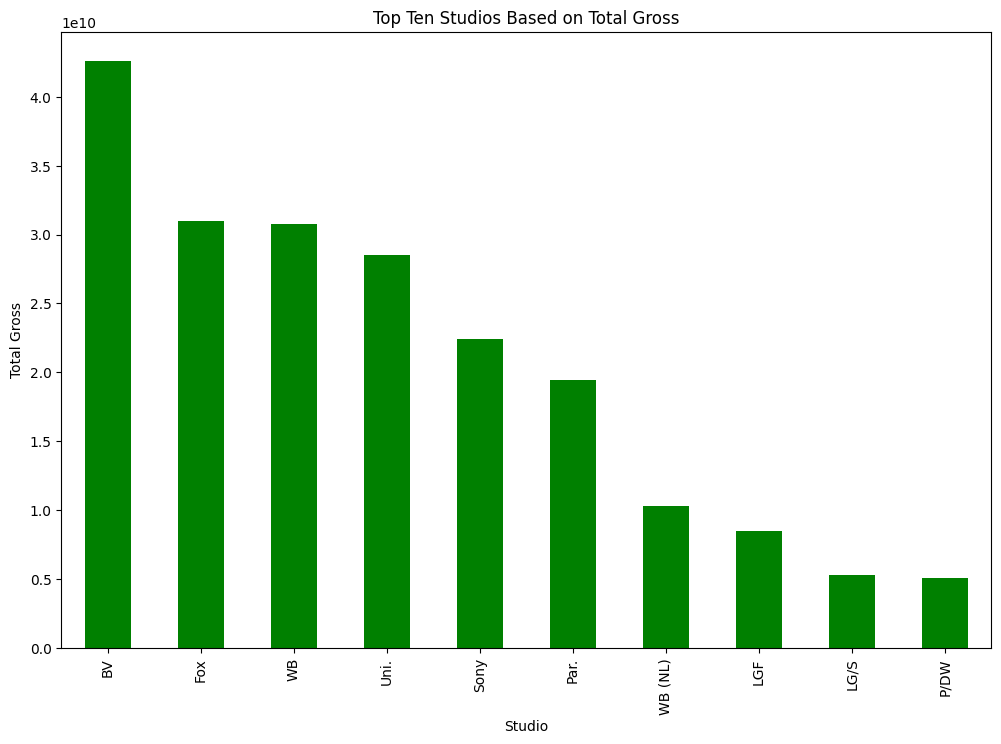 Top Ten Studios Based on Total Gross
1e10
4.0
3.5
3.0
2.5
2.0
1.5
1.0
0.5
0.0
Total Gross
BV
Fox
WB
Uni.
Sony
Par.
WB (NL)
LGF
LG/S
P/DW
Studio